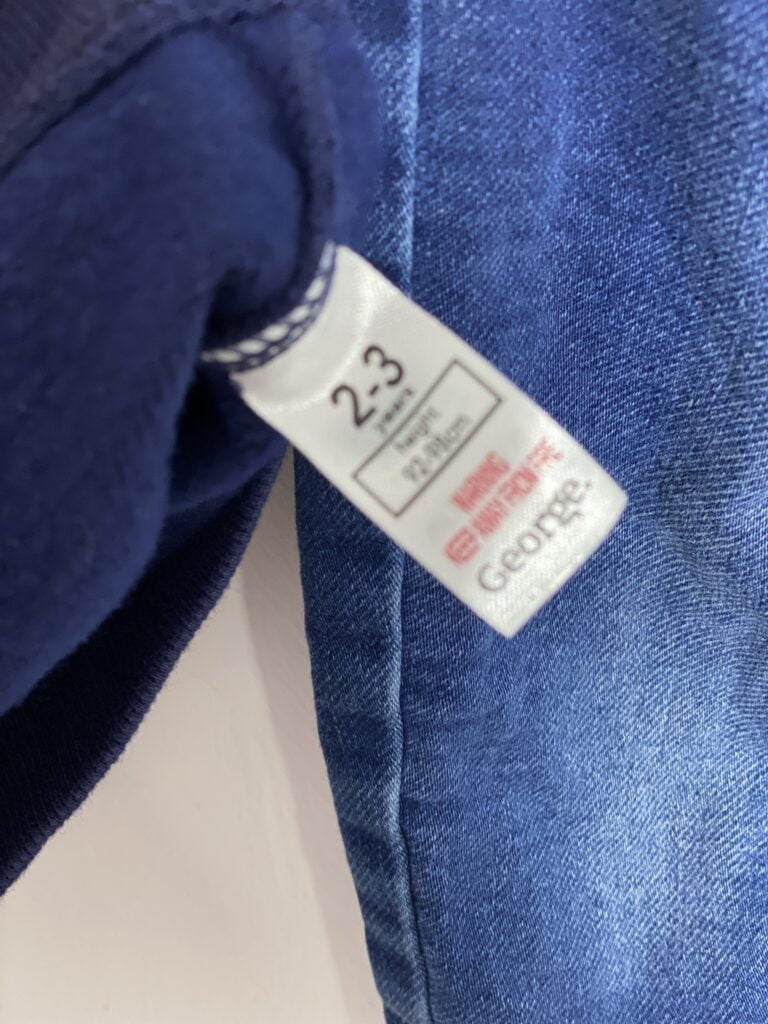 2-3
years
height
92-98cm
WARNING
KEEP AWAY FROM FIRE
George.